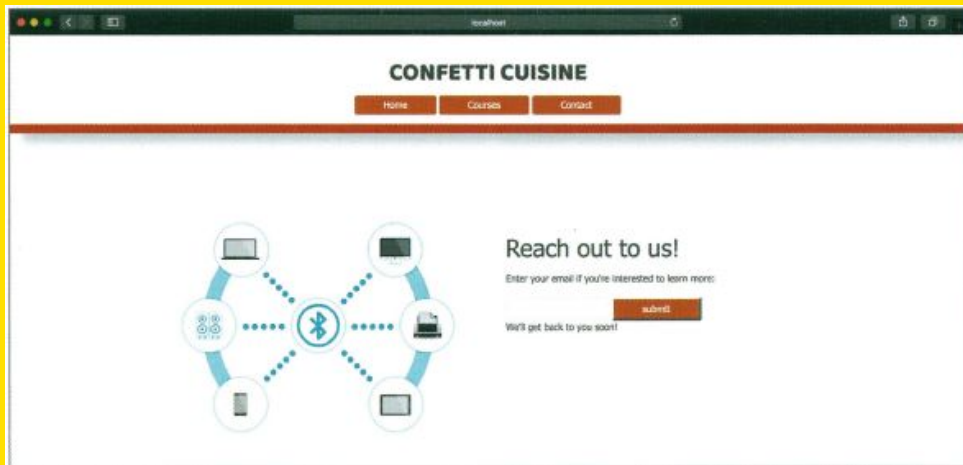 localhost
CONFETTI CUISINE
Home Courses Contact
Reach out to us!
Enter your email if you're interested to learn more:
submit
We'll get back to you soon!